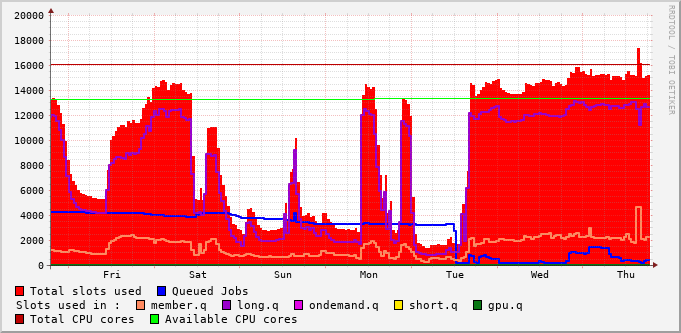 20000
18000
16000
14000
12000
10000
8000
6000
4000
2000
0
Fri Sat Sun Mon Tue Wed Thu
RRDTOOL / TOBI OETIKER
Total slots used Queued Jobs
Slots used in : member.q long.q ondemand.q short.q gpu.q
Total CPU cores Available CPU cores